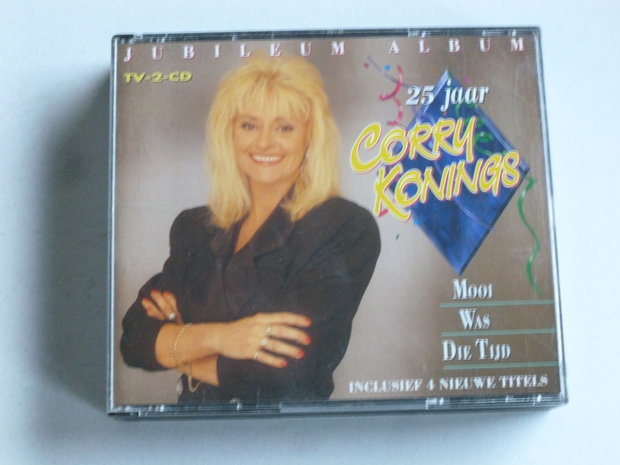 JUBILEUM ALBUM
TV-2-CD
25 jaar
CORRY
KONINGS
MOOI
WAS
DIE TIJD
INCLUSIEF 4 NIEUWE TITELS